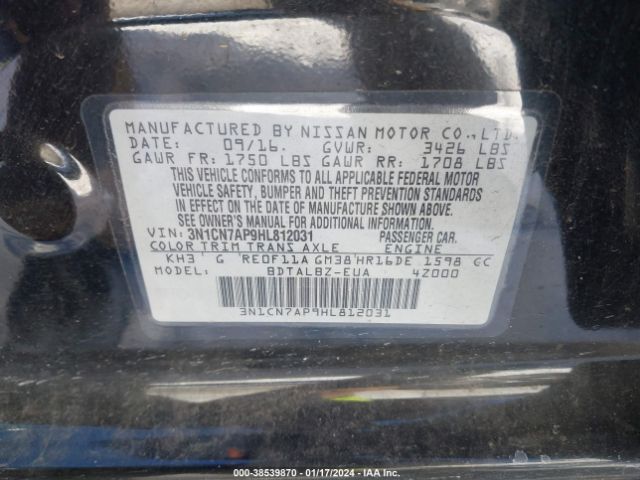 MANUFACTURED BY NISSAN MOTOR CO., LTD.
DATE: 09/16. GVWR: 3426 LBS
GAWR FR: 1750 LBS GAWR RR: 1708 LBS
THIS VEHICLE CONFORMS TO ALL APPLICABLE FEDERAL MOTOR
VEHICLE SAFETY, BUMPER AND THEFT PREVENTION STANDARDS
IN EFFECT ON THE DATE OF MANUFACTURE SHOWN ABOVE.
SEE OWNER'S MANUAL FOR ADDITIONAL INFORMATION.
VIN: 3N1CN7AP9HL812031 PASSENGER CAR.
COLOR TRIM TRANS AXLE ENGINE
KH3 G RE0F11A GM38 HR16DE 1598 CC
MODEL: BDTALBZ-EUA 4Z000
3N1CN7AP9HL812031
000-38539870 - 01/17/2024 - IAA Inc.